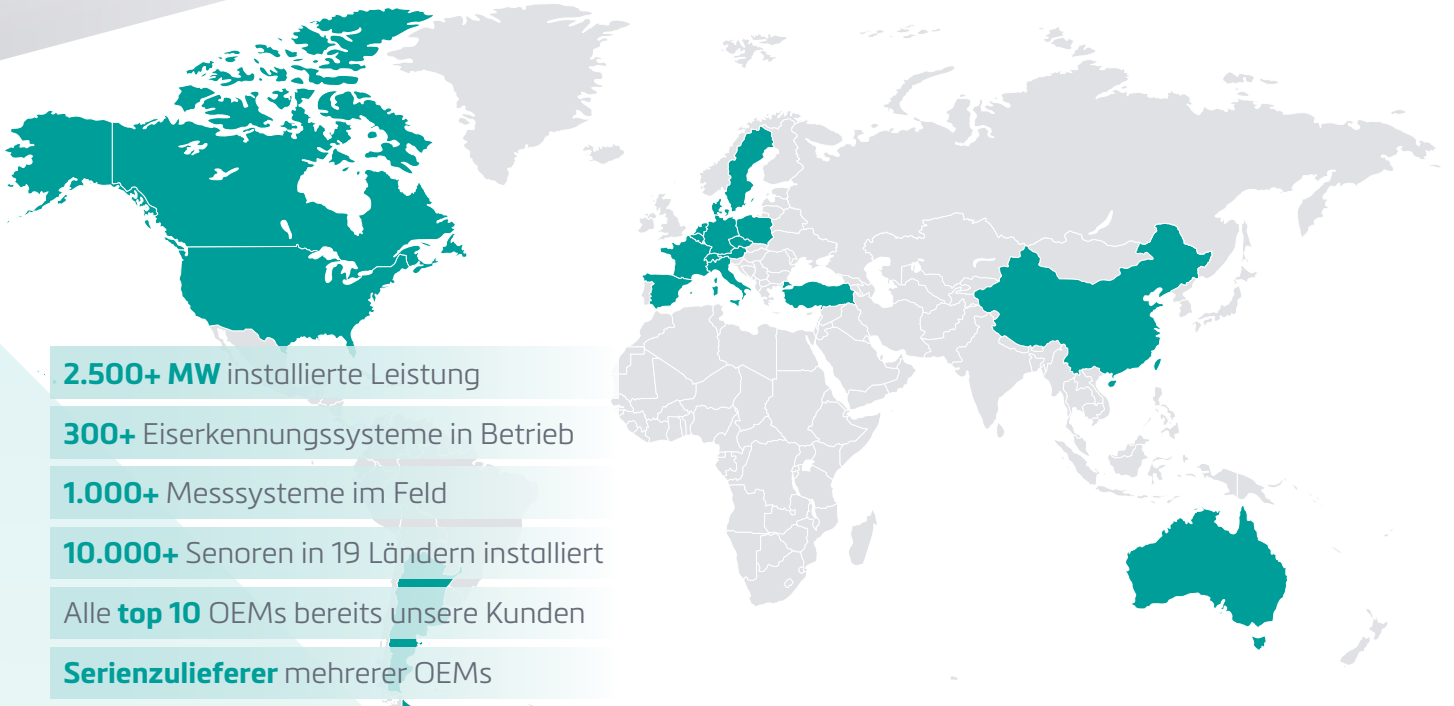 2.500+ MW installierte Leistung
300+ Eiserkennungssysteme in Betrieb
1.000+ Messsysteme im Feld
10.000+ Senoren in 19 Ländern installiert
Alle top 10 OEMs bereits unsere Kunden
Serienzulieferer mehrerer OEMs